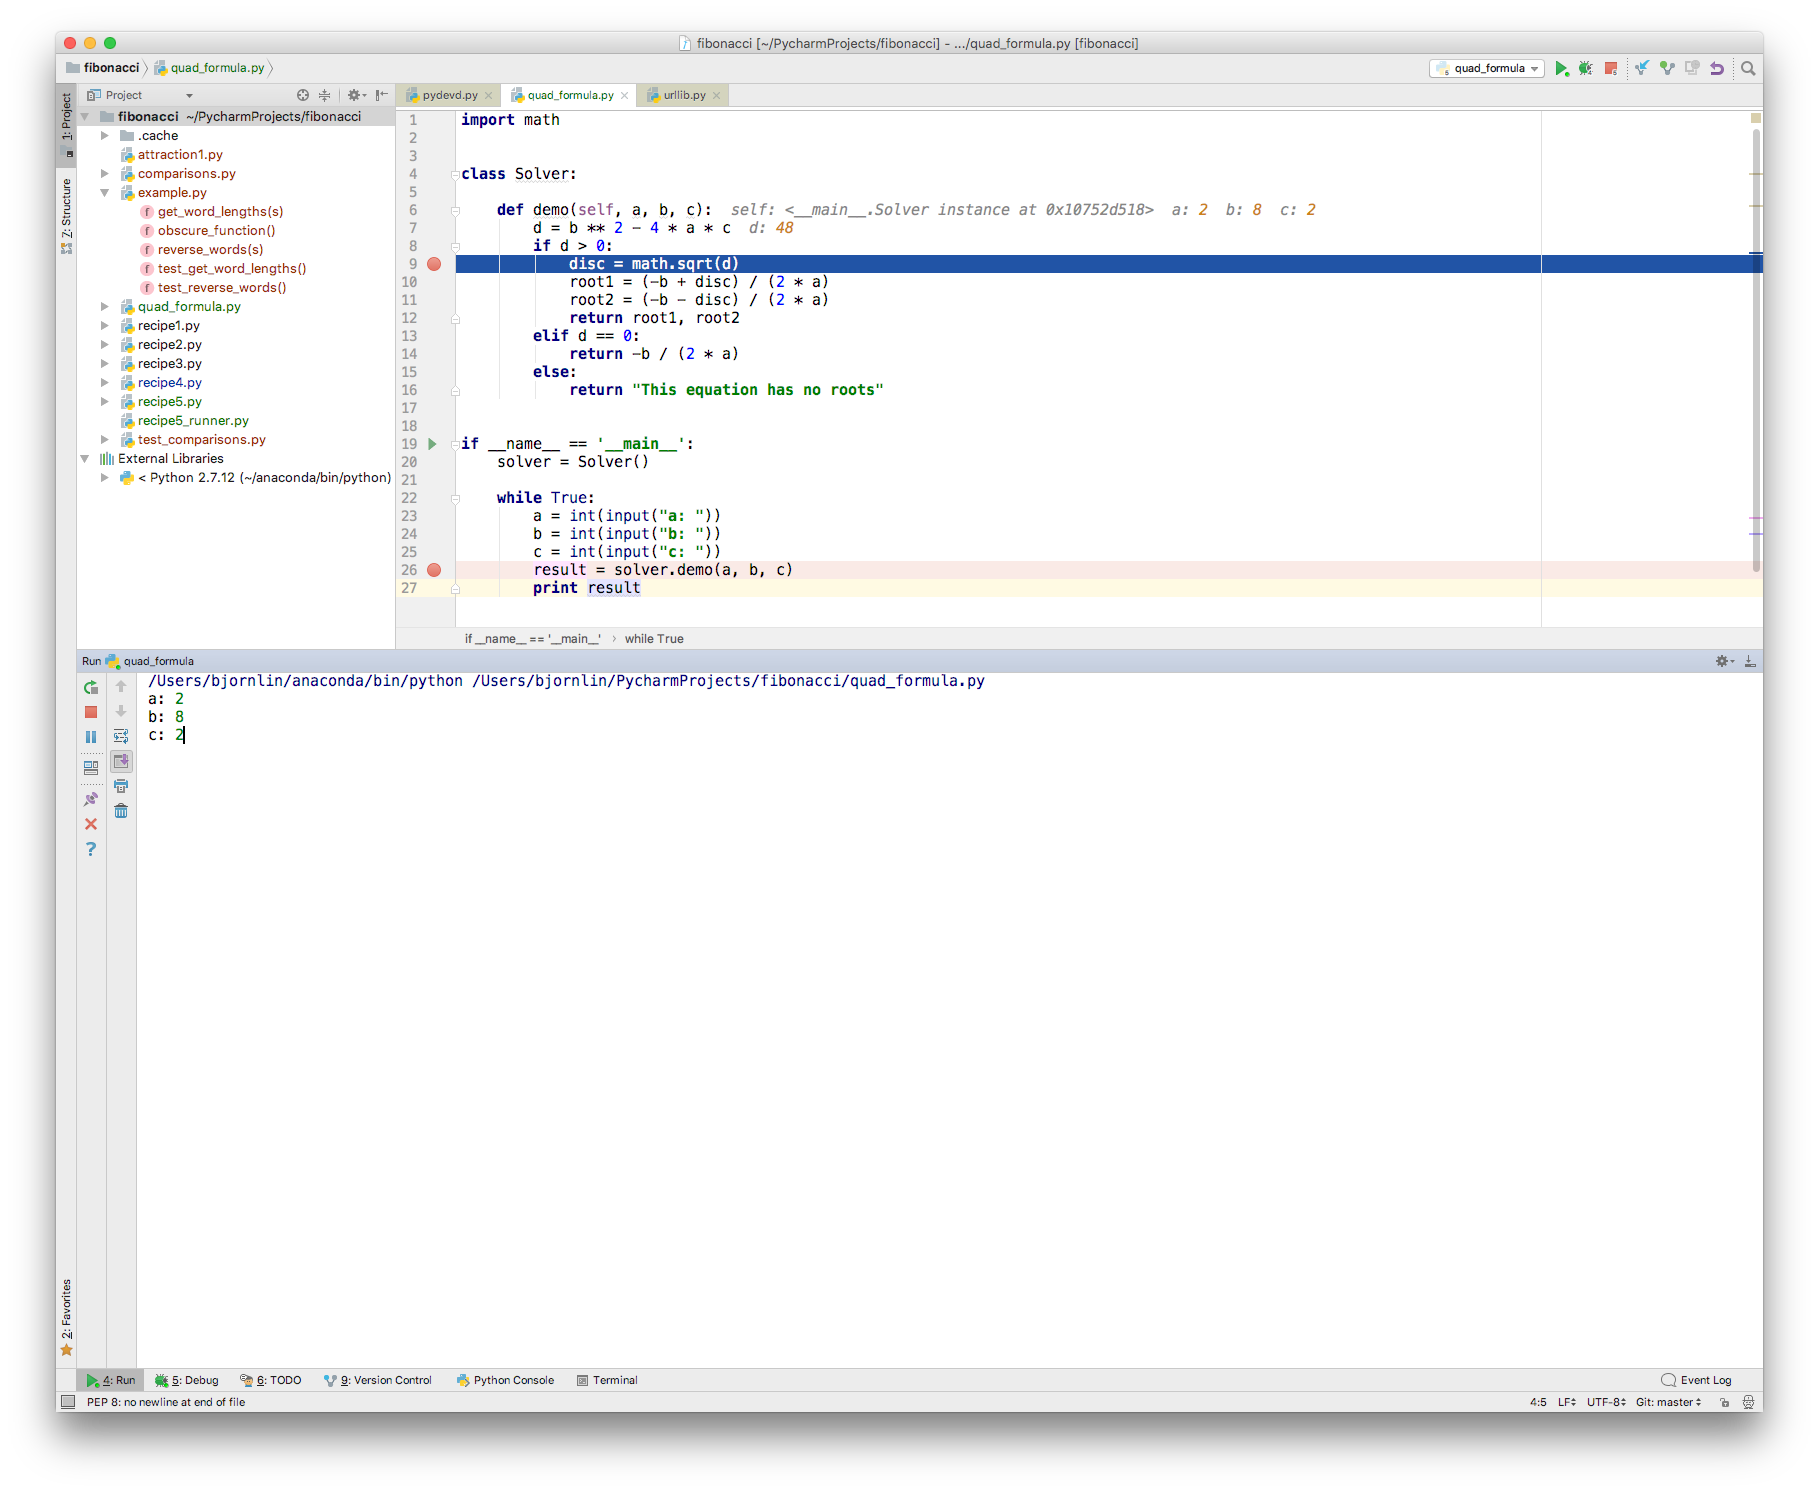 fibonacci [~/PycharmProjects/fibonacci] - .../quad_formula.py [fibonacci]
fibonacci quad_formula.py
quad_formula
Project
pydevd.py quad_formula.py urllib.py
1: Project
7: Structure
2: Favorites
fibonacci ~/PycharmProjects/fibonacci
.cache
attraction1.py
comparisons.py
example.py
get_word_lengths(s)
obscure_function()
reverse_words(s)
test_get_word_lengths()
test_reverse_words()
quad_formula.py
recipe1.py
recipe2.py
recipe3.py
recipe4.py
recipe5.py
recipe5_runner.py
test_comparisons.py
External Libraries
< Python 2.7.12 (~/anaconda/bin/python)
1 import math
2
3
4 class Solver:
5
6 def demo(self, a, b, c): self: <__main__.Solver instance at 0x10752d518> a: 2 b: 8 c: 2
7 d = b ** 2 - 4 * a * c d: 48
8 if d > 0:
9 disc = math.sqrt(d)
10 root1 = (-b + disc) / (2 * a)
11 root2 = (-b - disc) / (2 * a)
12 return root1, root2
13 elif d == 0:
14 return -b / (2 * a)
15 else:
16 return "This equation has no roots"
17
18
19 if __name__ == '__main__':
20 solver = Solver()
21
22 while True:
23 a = int(input("a: "))
24 b = int(input("b: "))
25 c = int(input("c: "))
26 result = solver.demo(a, b, c)
27 print result
if __name__ == '__main__' › while True
Run quad_formula
/Users/bjornlin/anaconda/bin/python /Users/bjornlin/PycharmProjects/fibonacci/quad_formula.py
a: 2
b: 8
c: 2
4: Run 5: Debug 6: TODO 9: Version Control Python Console Terminal Event Log
PEP 8: no newline at end of file 4:5 LF UTF-8 Git: master